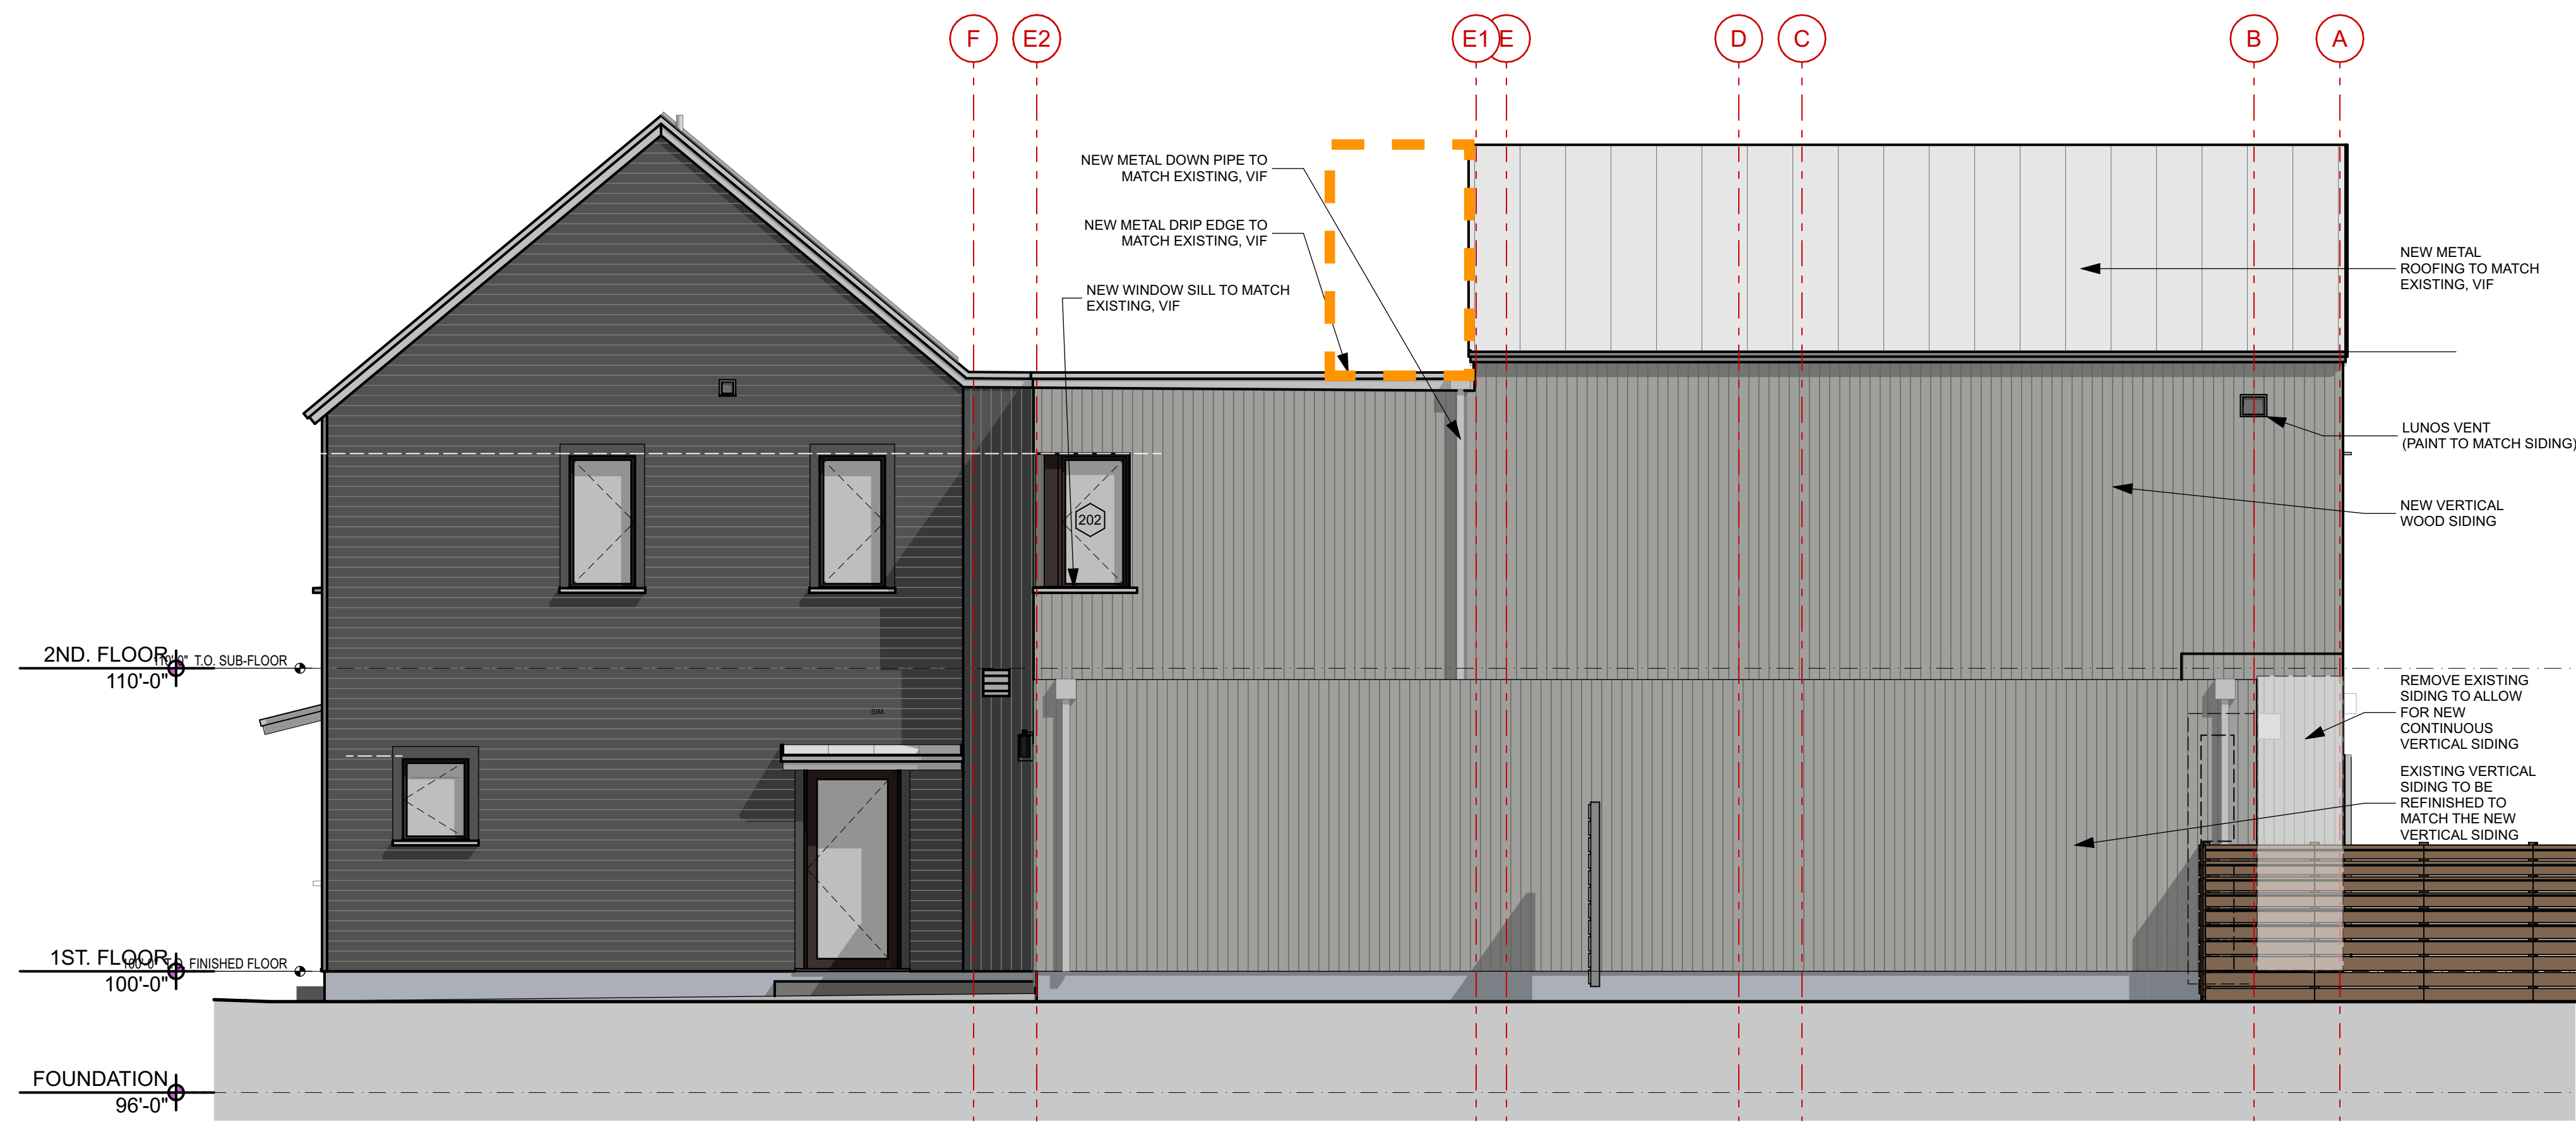 F
E2
E1
E
D
C
B
A
NEW METAL DOWN PIPE TO
MATCH EXISTING, VIF
NEW METAL DRIP EDGE TO
MATCH EXISTING, VIF
NEW WINDOW SILL TO MATCH
EXISTING, VIF
NEW METAL
ROOFING TO MATCH
EXISTING, VIF
LUNOS VENT
(PAINT TO MATCH SIDING)
NEW VERTICAL
WOOD SIDING
202
2ND. FLOOR
110'-0" T.O. SUB-FLOOR
110'-0"
REMOVE EXISTING
SIDING TO ALLOW
FOR NEW
CONTINUOUS
VERTICAL SIDING
SIM.
EXISTING VERTICAL
SIDING TO BE
REFINISHED TO
MATCH THE NEW
VERTICAL SIDING
1ST. FLOOR
100'-0" T.O. FINISHED FLOOR
100'-0"
FOUNDATION
96'-0"